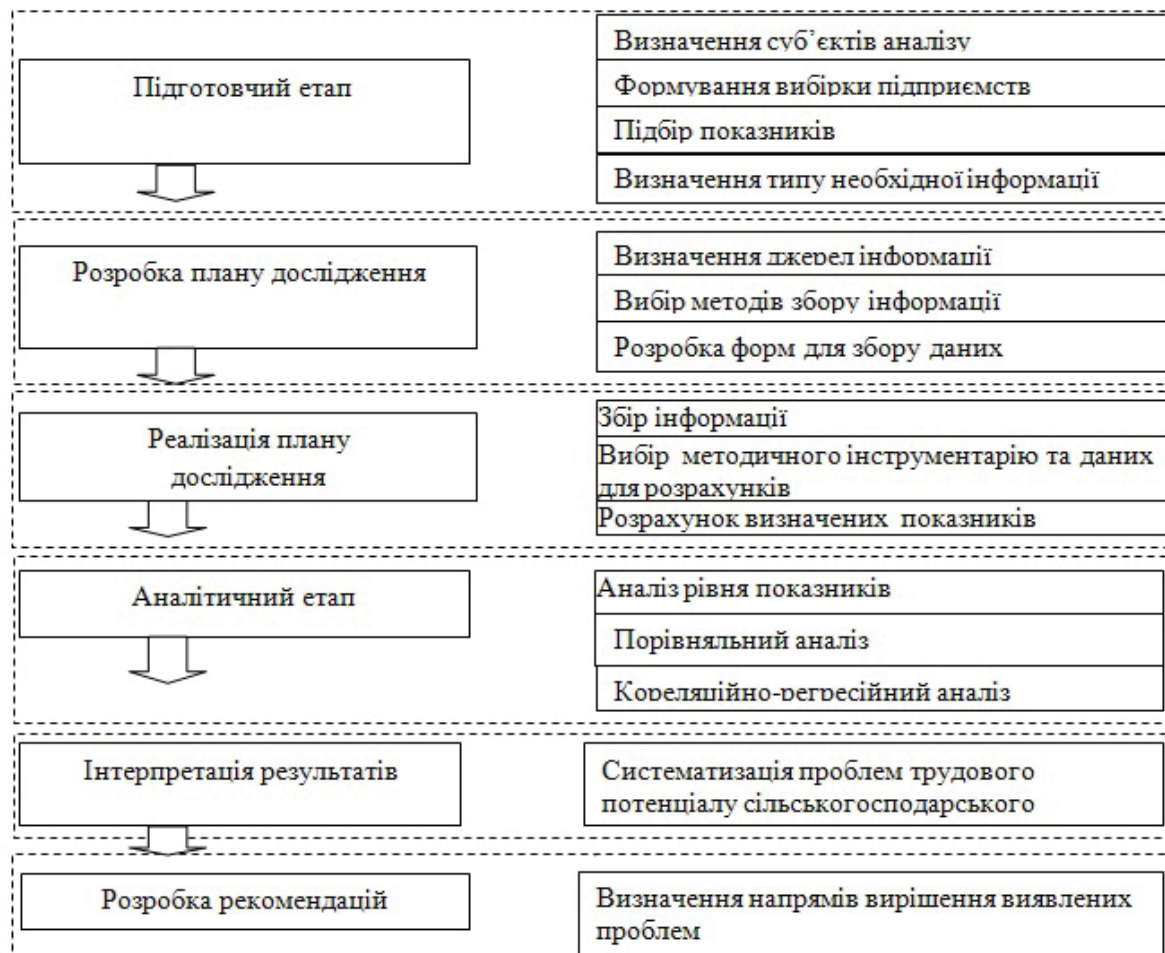 Підготовчий етап
Визначення суб’єктів аналізу
Формування вибірки підприємств
Підбір показників
Визначення типу необхідної інформації
Розробка плану дослідження
Визначення джерел інформації
Вибір методів збору інформації
Розробка форм для збору даних
Реалізація плану
дослідження
Збір інформації
Вибір методичного інструментарію та даних
для розрахунків
Розрахунок визначених показників
Аналітичний етап
Аналіз рівня показників
Порівняльний аналіз
Кореляційно-регресійний аналіз
Інтерпретація результатів
Систематизація проблем трудового
потенціалу сільськогосподарського
Розробка рекомендацій
Визначення напрямів вирішення виявлених
проблем